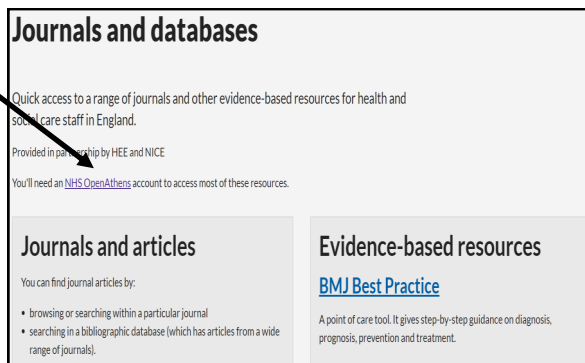 Journals and databases
Quick access to a range of journals and other evidence-based resources for health and
social care staff in England.
Provided in partnership by HEE and NICE
You'll need an NHS OpenAthens account to access most of these resources.
Journals and articles
You can find journal articles by:
• browsing or searching within a particular journal
• searching in a bibliographic database (which has articles from a wide
range of journals).
Evidence-based resources
BMJ Best Practice
A point of care tool. It gives step-by-step guidance on diagnosis,
prognosis, prevention and treatment.